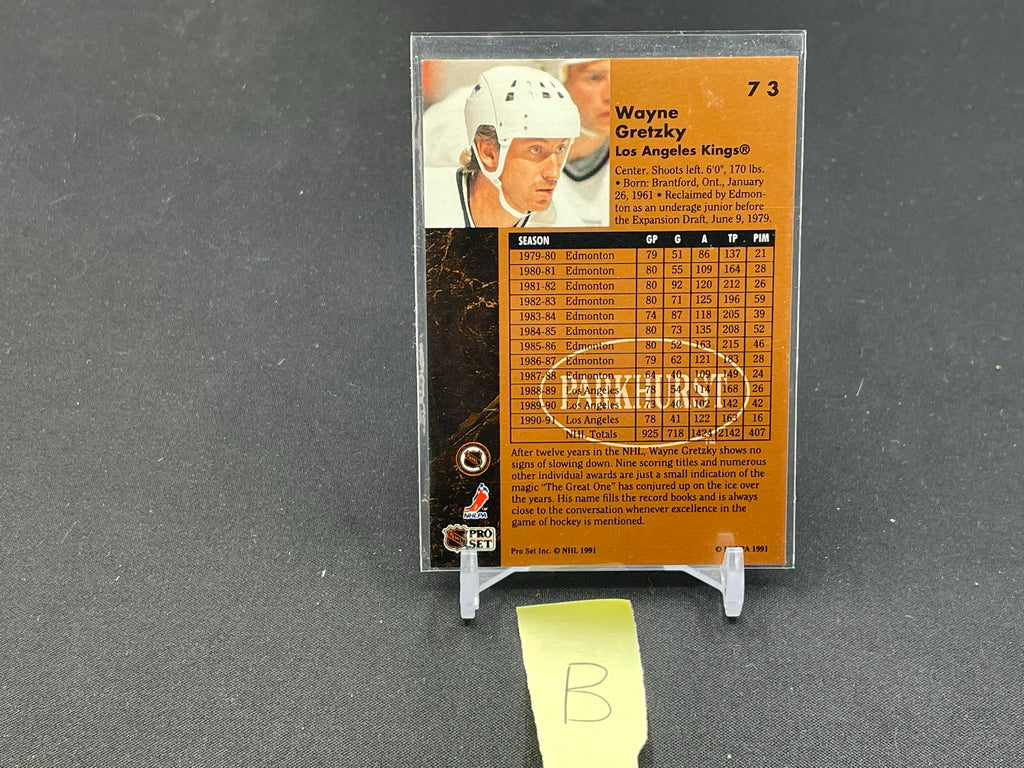 73
Wayne
Gretzky
Los Angeles Kings®
Center. Shoots left. 6'0", 170 lbs.
• Born: Brantford, Ont., January
26, 1961 • Reclaimed by Edmon-
ton as an underage junior before
the Expansion Draft, June 9, 1979.
SEASON GP G A TP PIM
1979-80 Edmonton 79 51 86 137 21
1980-81 Edmonton 80 55 109 164 28
1981-82 Edmonton 80 92 120 212 26
1982-83 Edmonton 80 71 125 196 59
1983-84 Edmonton 74 87 118 205 39
1984-85 Edmonton 80 73 135 208 52
1985-86 Edmonton 80 52 163 215 46
1986-87 Edmonton 79 62 121 183 28
1987-88 Edmonton 64 40 109 149 24
1988-89 Los Angeles 78 54 114 168 26
1989-90 Los Angeles 73 40 102 142 42
1990-91 Los Angeles 78 41 122 163 16
NHL Totals 925 718 1424 2142 407
PARKHURST
After twelve years in the NHL, Wayne Gretzky shows no
signs of slowing down. Nine scoring titles and numerous
other individual awards are just a small indication of the
magic "The Great One" has conjured up on the ice over
the years. His name fills the record books and is always
close to the conversation whenever excellence in the
game of hockey is mentioned.
NHLPA
PRO
SET
Pro Set Inc. © NHL 1991
1991
B